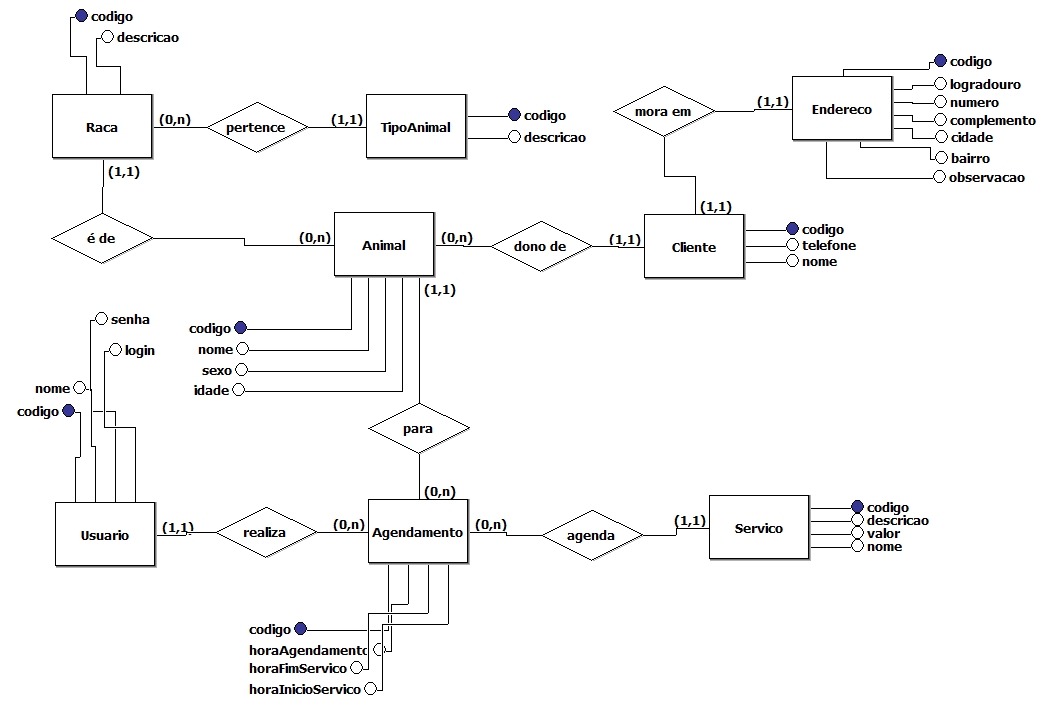 codigo
descricao
Raca
(0,n)
pertence
(1,1)
TipoAnimal
codigo
descricao
mora em
(1,1)
Endereco
codigo
logradouro
numero
complemento
cidade
bairro
observacao
(1,1)
é de
(0,n)
Animal
(0,n)
dono de
(1,1)
(1,1)
Cliente
codigo
telefone
nome
(1,1)
codigo
nome
sexo
idade
senha
login
nome
codigo
para
(0,n)
Usuario
(1,1)
realiza
(0,n)
Agendamento
(0,n)
agenda
(1,1)
Servico
codigo
descricao
valor
nome
codigo
horaAgendamento
horaFimServico
horaInicioServico